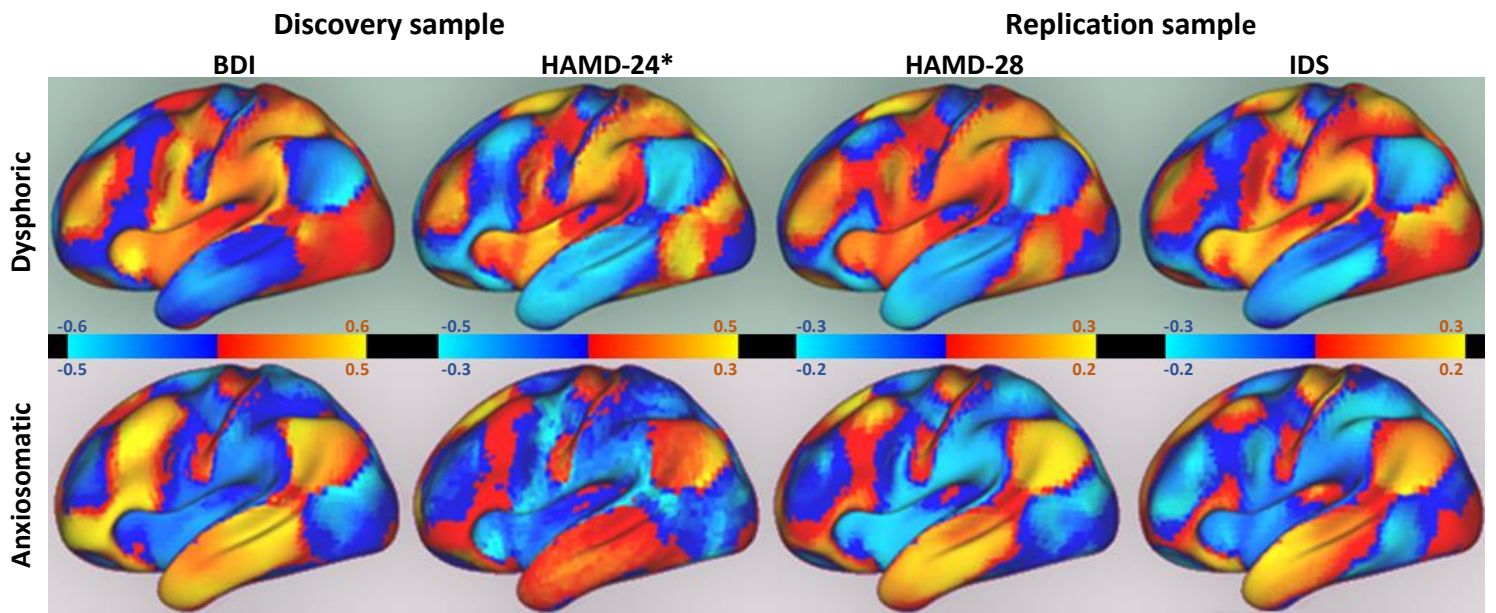 Discovery sample Replication sample
BDI HAMD-24* HAMD-28 IDS
Dysphoric
-0.6 0.6 -0.5 0.5 -0.3 0.3 -0.3 0.3
-0.5 0.5 -0.3 0.3 -0.2 0.2 -0.2 0.2
Anxiosomatic